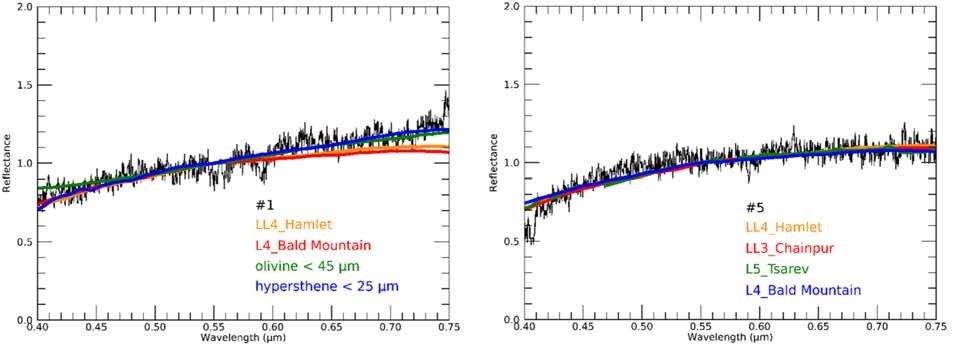 2.0
1.5
1.0
0.5
0.0
Reflectance
0.40 0.45 0.50 0.55 0.60 0.65 0.70 0.75
Wavelength (μm)
#1
LL4_Hamlet
L4_Bald Mountain
olivine < 45 μm
hypersthene < 25 μm
2.0
1.5
1.0
0.5
0.0
Reflectance
0.40 0.45 0.50 0.55 0.60 0.65 0.70 0.75
Wavelength (μm)
#5
LL4_Hamlet
LL3_Chainpur
L5_Tsarev
L4_Bald Mountain